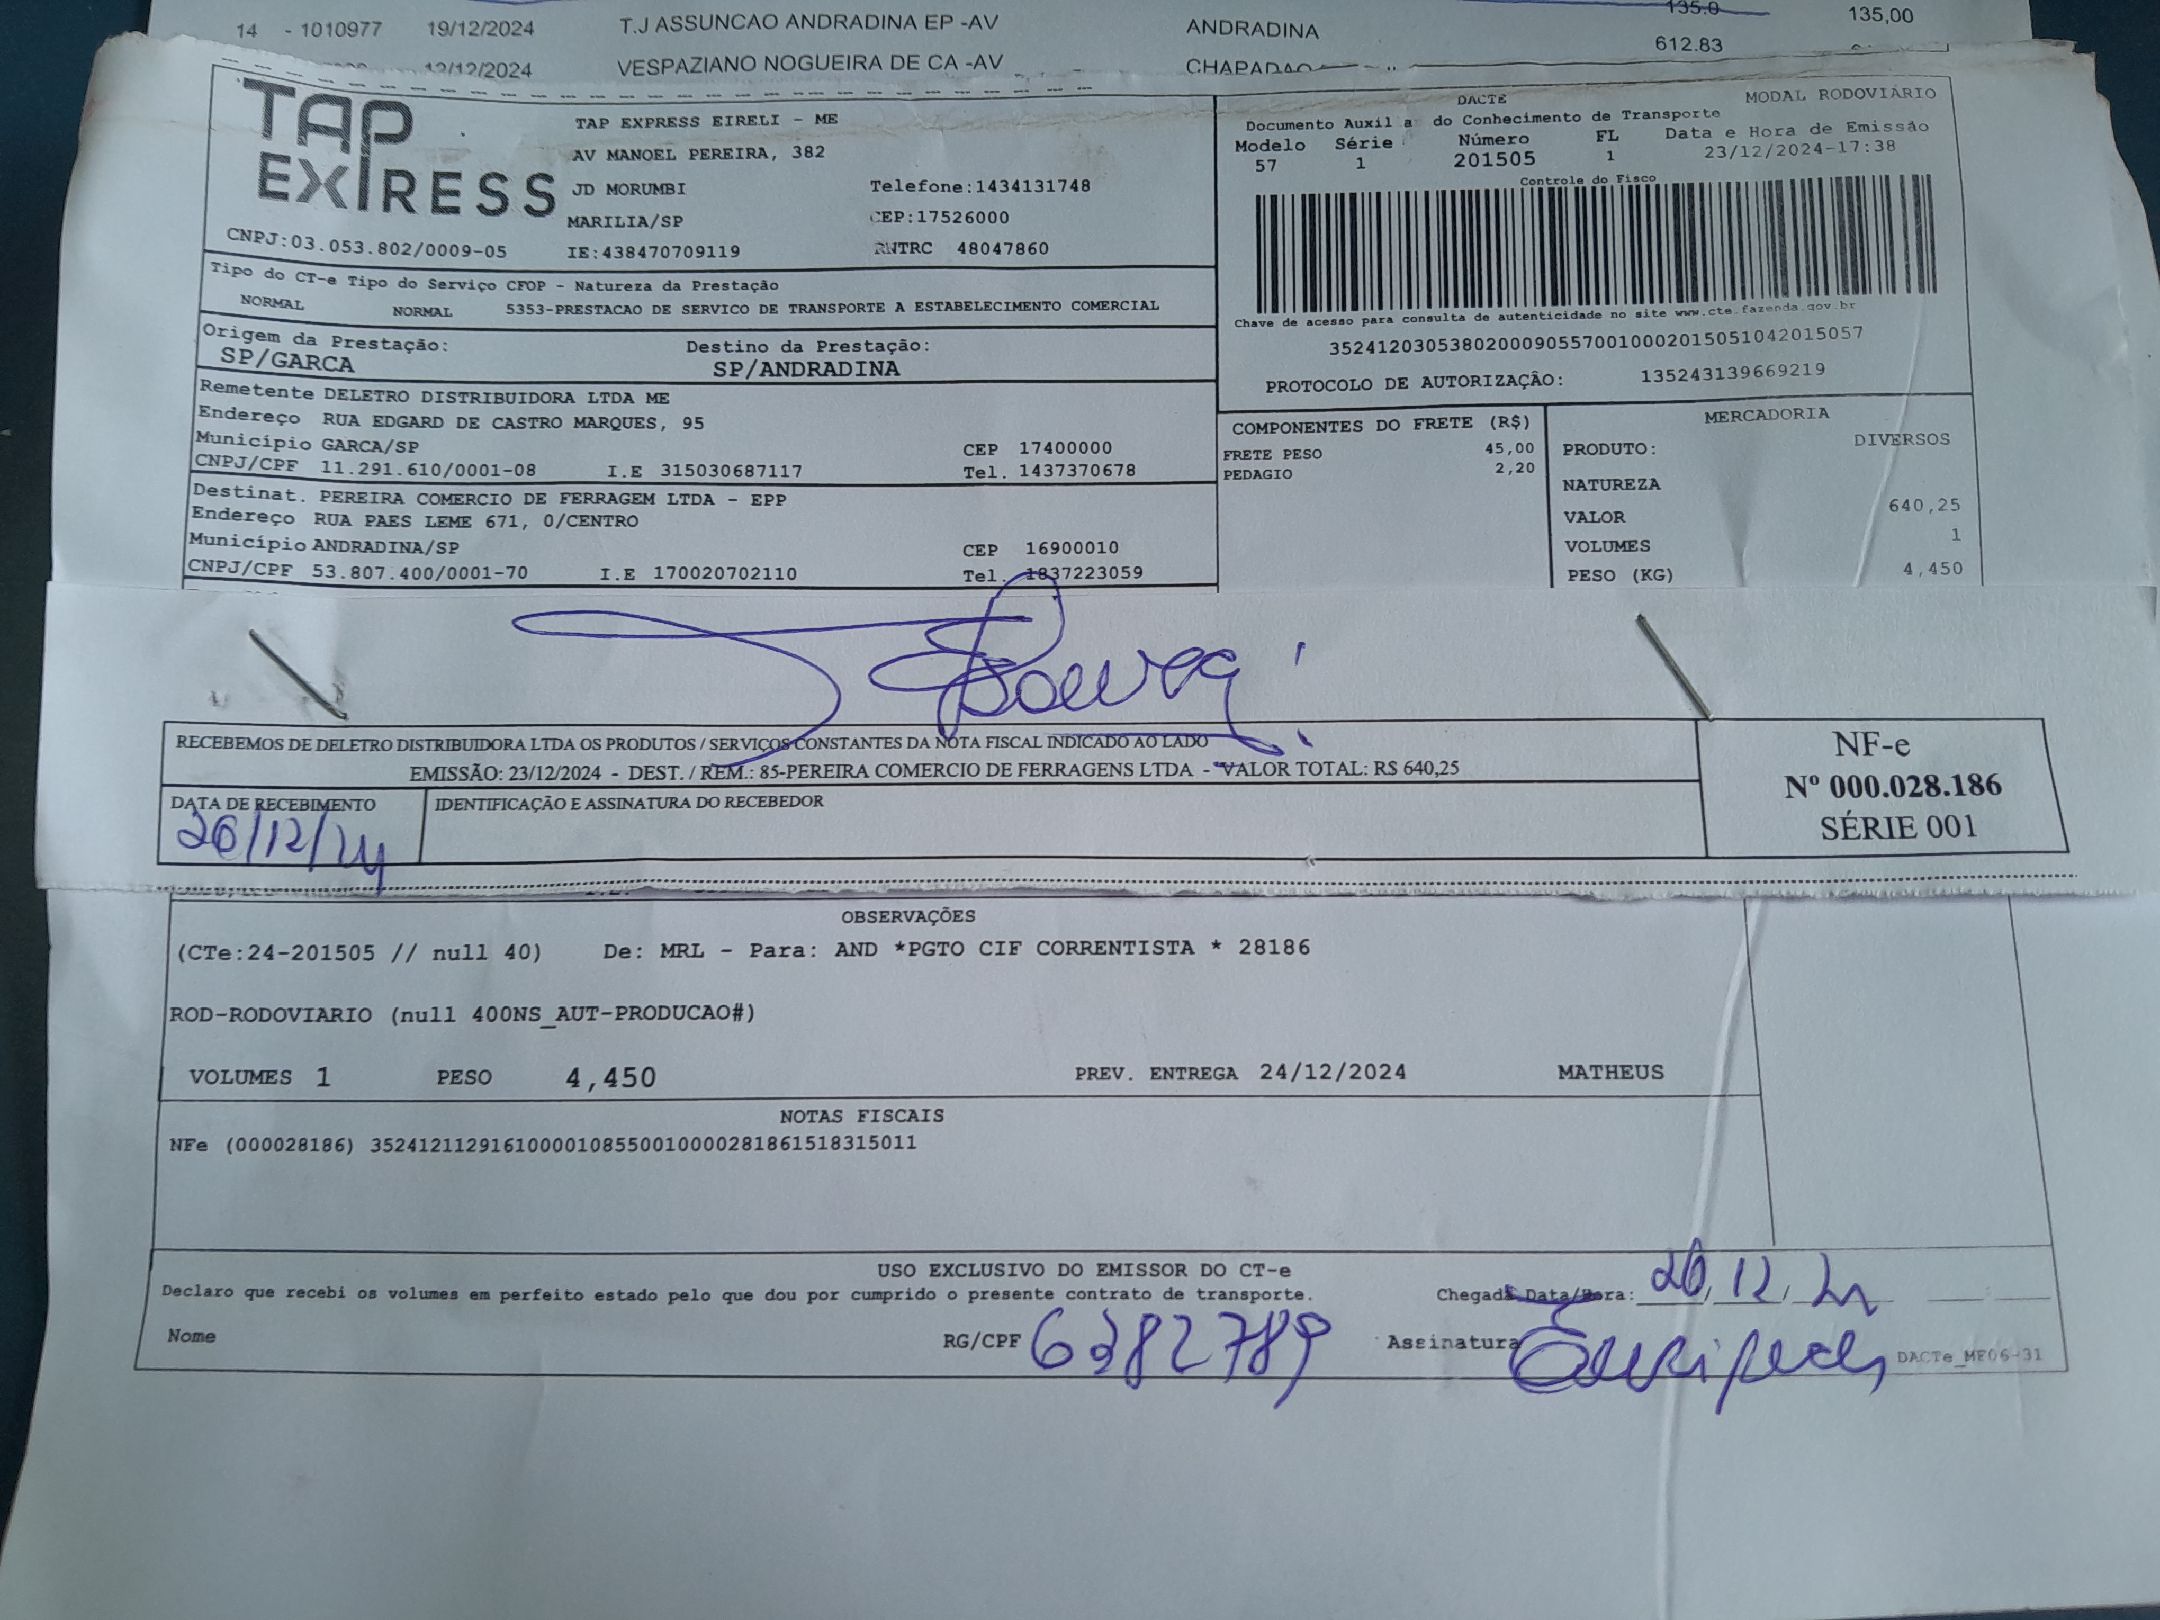 135.0
135,00
14 - 1010977 19/12/2024 T.J ASSUNCAO ANDRADINA EP -AV ANDRADINA
612.83
12/12/2024 VESPAZIANO NOGUEIRA DE CA -AV CHAPADAO
TAP EXPRESS
CNPJ:03.053.802/0009-05
TAP EXPRESS EIRELI - ME
AV MANOEL PEREIRA, 382
JD MORUMBI Telefone:1434131748
MARILIA/SP CEP:17526000
IE:438470709119 RNTRC 48047860
DACTE MODAL RODOVIÁRIO
Documento Auxil a do Conhecimento de Transporte
Modelo Série Número FL Data e Hora de Emissão
57 1 201505 1 23/12/2024-17:38
Controle do Fisco
Chave de acesso para consulta de autenticidade no site www.cte.fazenda.gov.br
35241203053802000905570010002015051042015057
PROTOCOLO DE AUTORIZAÇÃO: 135243139669219
Tipo do CT-e Tipo do Serviço CFOP - Natureza da Prestação
NORMAL NORMAL 5353-PRESTACAO DE SERVICO DE TRANSPORTE A ESTABELECIMENTO COMERCIAL
Origem da Prestação: Destino da Prestação:
SP/GARCA SP/ANDRADINA
Remetente DELETRO DISTRIBUIDORA LTDA ME
Endereço RUA EDGARD DE CASTRO MARQUES, 95
Município GARCA/SP CEP 17400000
CNPJ/CPF 11.291.610/0001-08 I.E 315030687117 Tel. 1437370678
Destinat. PEREIRA COMERCIO DE FERRAGEM LTDA - EPP
Endereço RUA PAES LEME 671, 0/CENTRO
Município ANDRADINA/SP CEP 16900010
CNPJ/CPF 53.807.400/0001-70 I.E 170020702110 Tel. 1837223059
COMPONENTES DO FRETE (R$)
FRETE PESO 45,00
PEDAGIO 2,20
MERCADORIA
PRODUTO: DIVERSOS
NATUREZA
VALOR 640,25
VOLUMES 1
PESO (KG) 4,450
RECEBEMOS DE DELETRO DISTRIBUIDORA LTDA OS PRODUTOS / SERVIÇOS CONSTANTES DA NOTA FISCAL INDICADO AO LADO
EMISSÃO: 23/12/2024 - DEST. / REM.: 85-PEREIRA COMERCIO DE FERRAGENS LTDA - VALOR TOTAL: R$ 640,25
DATA DE RECEBIMENTO IDENTIFICAÇÃO E ASSINATURA DO RECEBEDOR
26/12/24
NF-e
Nº 000.028.186
SÉRIE 001
OBSERVAÇÕES
(CTe:24-201505 // null 40) De: MRL - Para: AND *PGTO CIF CORRENTISTA * 28186
ROD-RODOVIARIO (null 400NS_AUT-PRODUCAO#)
VOLUMES 1 PESO 4,450 PREV. ENTREGA 24/12/2024 MATHEUS
NOTAS FISCAIS
NFe (000028186) 35241211291610000108550010000281861518315011
USO EXCLUSIVO DO EMISSOR DO CT-e
Declaro que recebi os volumes em perfeito estado pelo que dou por cumprido o presente contrato de transporte. Chegada Data/Hora: 26/12/24
Nome RG/CPF 6382789 Assinatura Euripedes DACTe_MF06-31